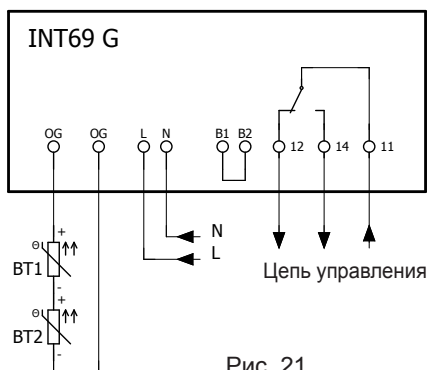 INT69 G
OG OG L N B1 B2 12 14 11
N
L
Цепь управления
+
Θ
BT1
-
+
Θ
BT2
-
Рис. 21